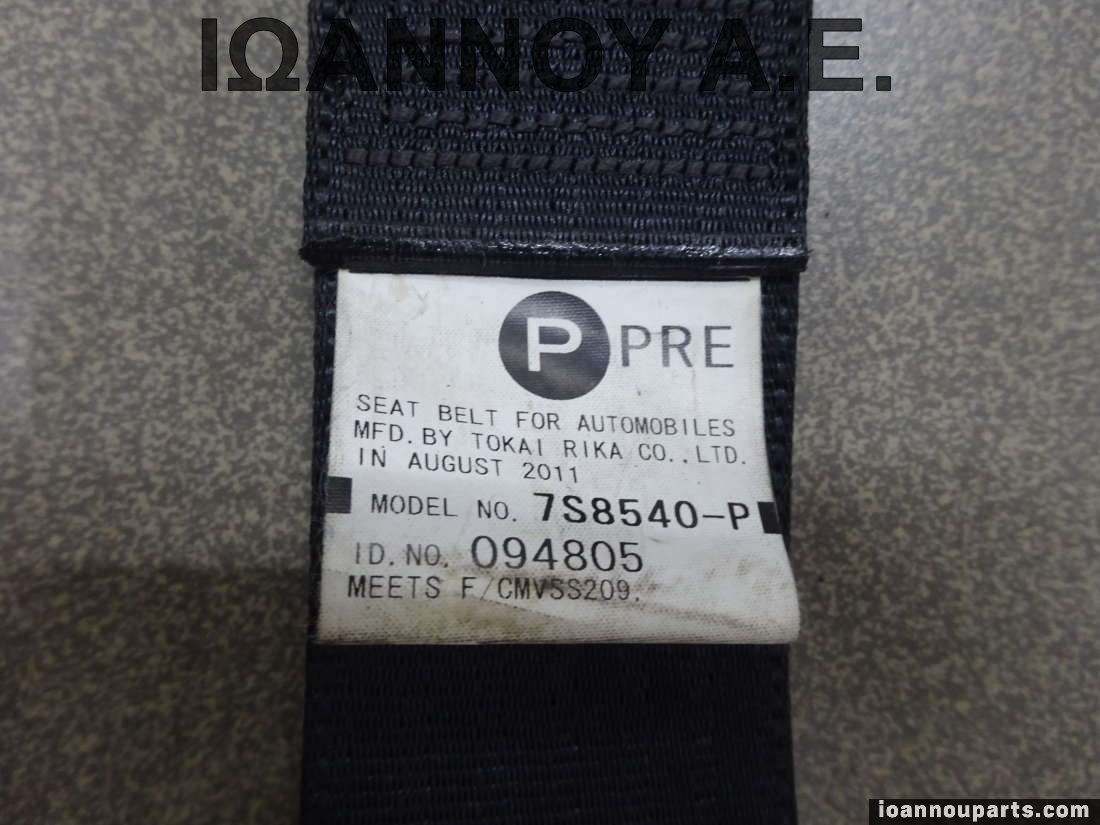 ΙΩΑΝΝΟΥ Α.Ε.
P PRE
SEAT BELT FOR AUTOMOBILES
MFD. BY TOKAI RIKA CO.,LTD.
IN AUGUST 2011
MODEL NO. 7S8540-P
ID. NO. 094805
MEETS F/CMVSS209.
ioannouparts.com